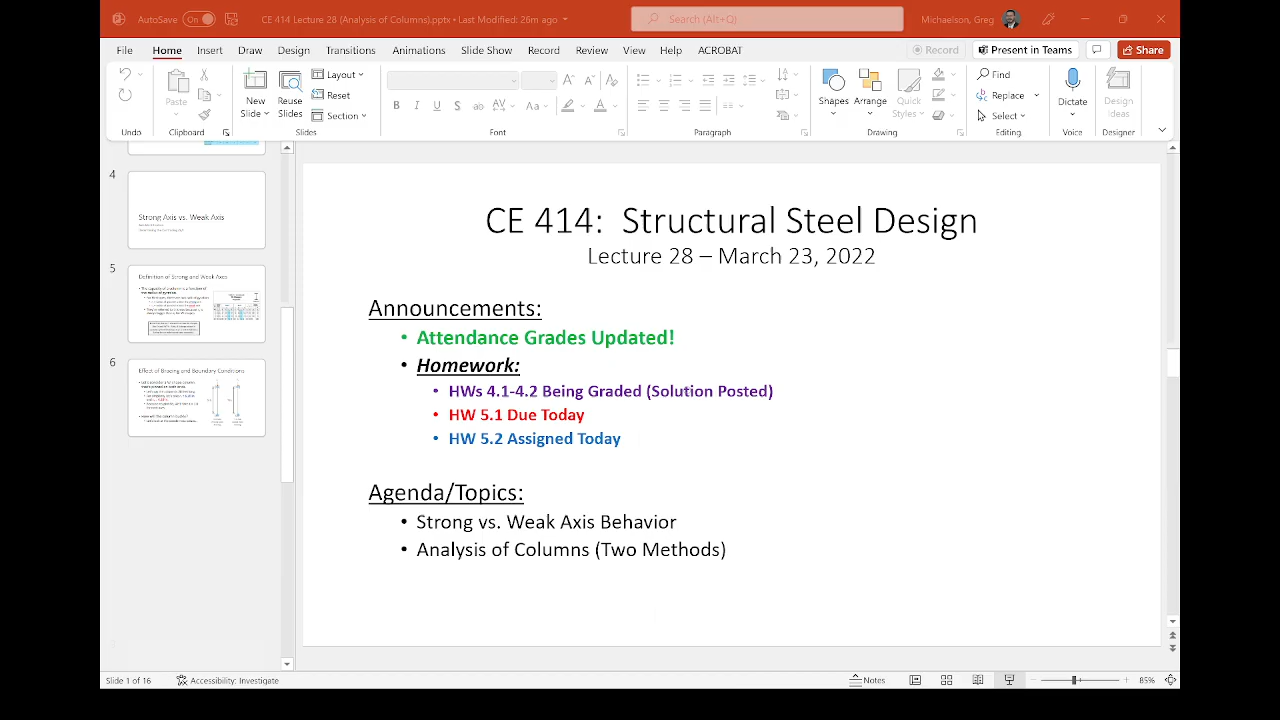 AutoSave On CE 414 Lecture 28 (Analysis of Columns).pptx • Last Modified: 26m ago Search (Alt+Q) Michaelson, Greg
File Home Insert Draw Design Transitions Animations Slide Show Record Review View Help ACROBAT Record Present in Teams Share
Paste New Slide Reuse Slides Layout Reset Section B I U S ab AV Aa A Shapes Arrange Quick Styles Find Replace Select Dictate Design Ideas
Undo Clipboard Slides Font Paragraph Drawing Editing Voice Designer
4
Strong Axis vs. Weak Axis
5
Definition of Strong and Weak Axes
6
Effect of Bracing and Boundary Conditions
CE 414: Structural Steel Design
Lecture 28 – March 23, 2022
Announcements:
• Attendance Grades Updated!
• Homework:
• HWs 4.1-4.2 Being Graded (Solution Posted)
• HW 5.1 Due Today
• HW 5.2 Assigned Today
Agenda/Topics:
• Strong vs. Weak Axis Behavior
• Analysis of Columns (Two Methods)
Slide 1 of 16 Accessibility: Investigate Notes 85%